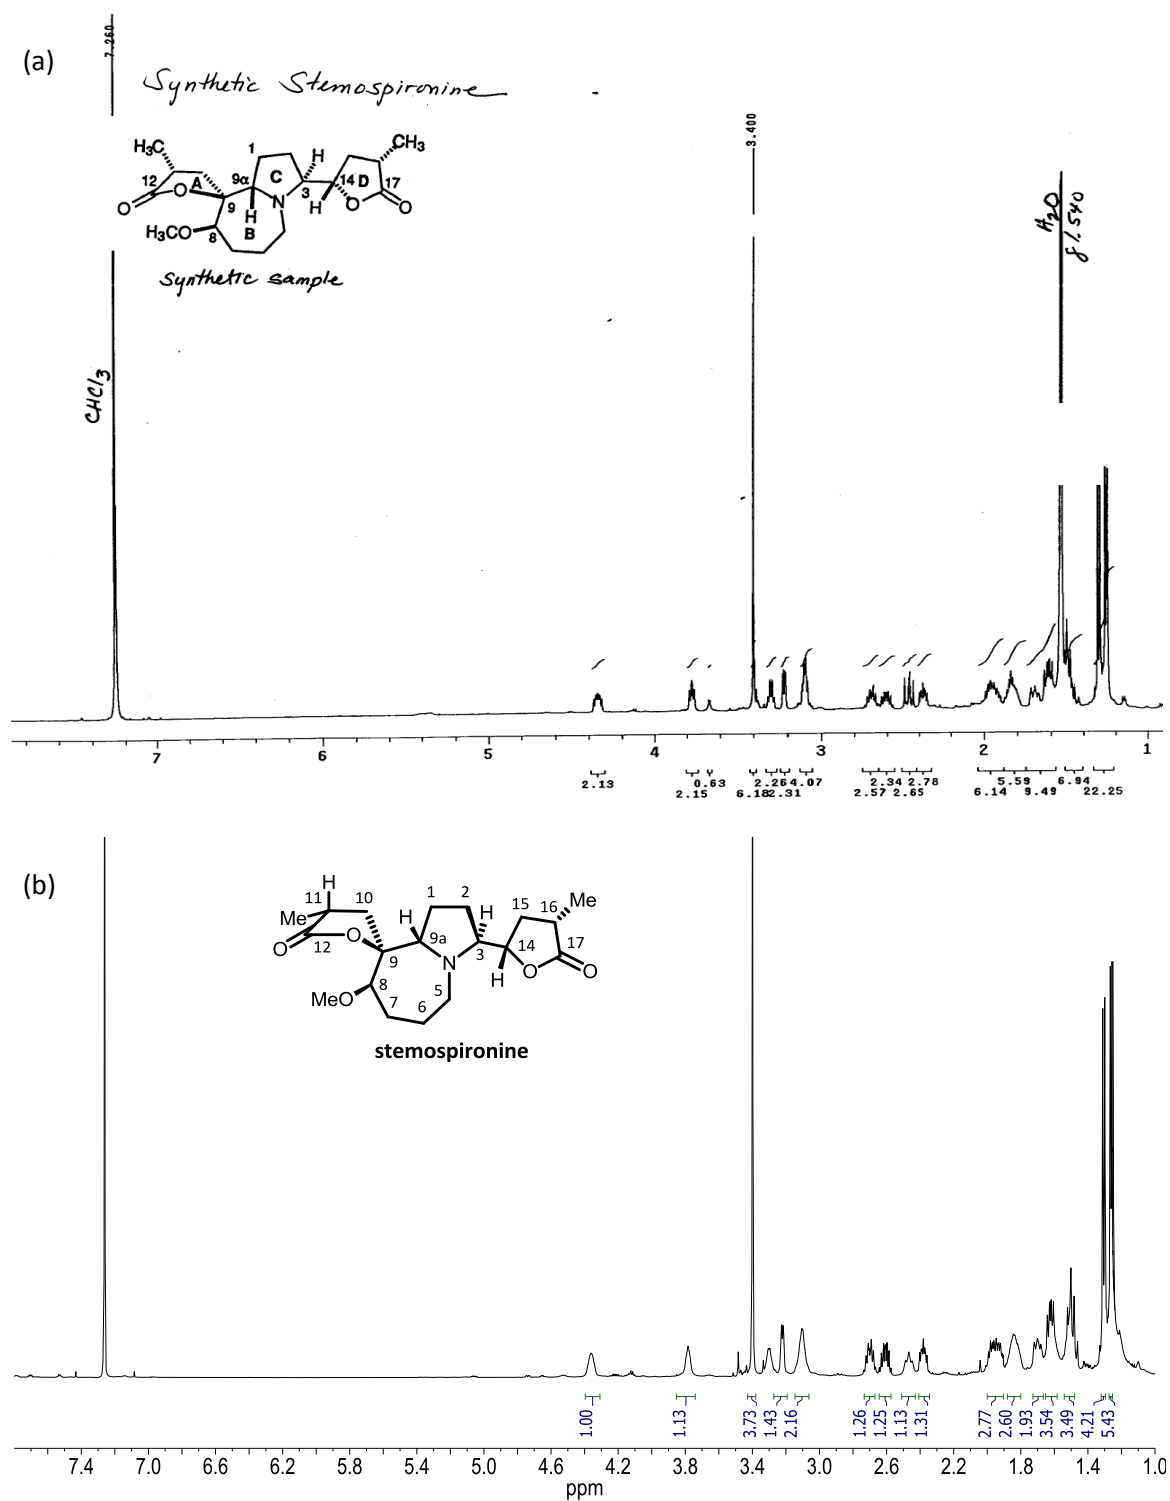 (a)
7.260
Synthetic Stemospironine
3.400
H₃C
1
H
CH₃
12
A
9α
C
3
14
D
17
O
O
H
N
H
O
O
9
H₃CO
8
B
H₂O
δ 1.540
synthetic sample
CHCl₃
7 6 5 4 3 2 1
2.13 2.15 0.63 6.18 2.26 2.31 4.07 2.57 2.34 2.65 2.78 6.14 5.59 9.49 6.94 22.25
(b)
H
11
10
1
2
15
Me
Me
H
H
16
O
12
O
9a
3
14
17
9
N
H
O
O
8
MeO
7
6
5
stemospironine
1.00 1.13 3.73 1.43 2.16 1.26 1.25 1.13 1.31 2.77 2.60 1.93 3.54 3.49 4.21 5.43
7.4 7.0 6.6 6.2 5.8 5.4 5.0 4.6 4.2 3.8 3.4 3.0 2.6 2.2 1.8 1.4 1.0
ppm